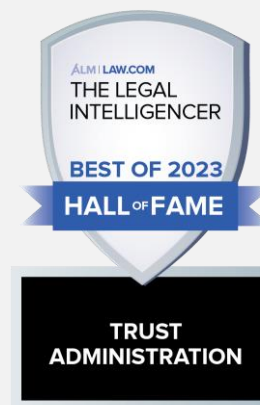 ALM | LAW.COM
THE LEGAL
INTELLIGENCER
BEST OF 2023
HALL OF FAME
TRUST
ADMINISTRATION